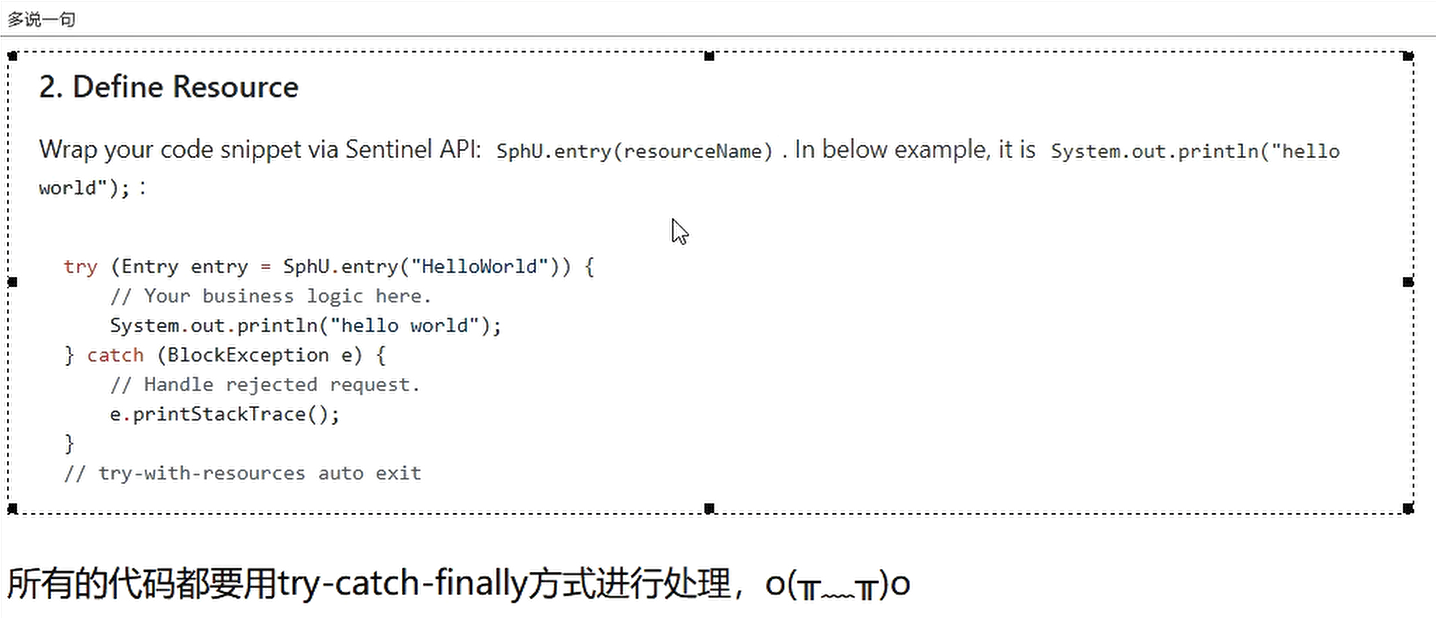 多说一句
2. Define Resource
Wrap your code snippet via Sentinel API: SphU.entry(resourceName) . In below example, it is System.out.println("hello
world"); :
try (Entry entry = SphU.entry("HelloWorld")) {
    // Your business logic here.
    System.out.println("hello world");
} catch (BlockException e) {
    // Handle rejected request.
    e.printStackTrace();
}
// try-with-resources auto exit
所有的代码都要用try-catch-finally方式进行处理，o(╥﹏╥)o